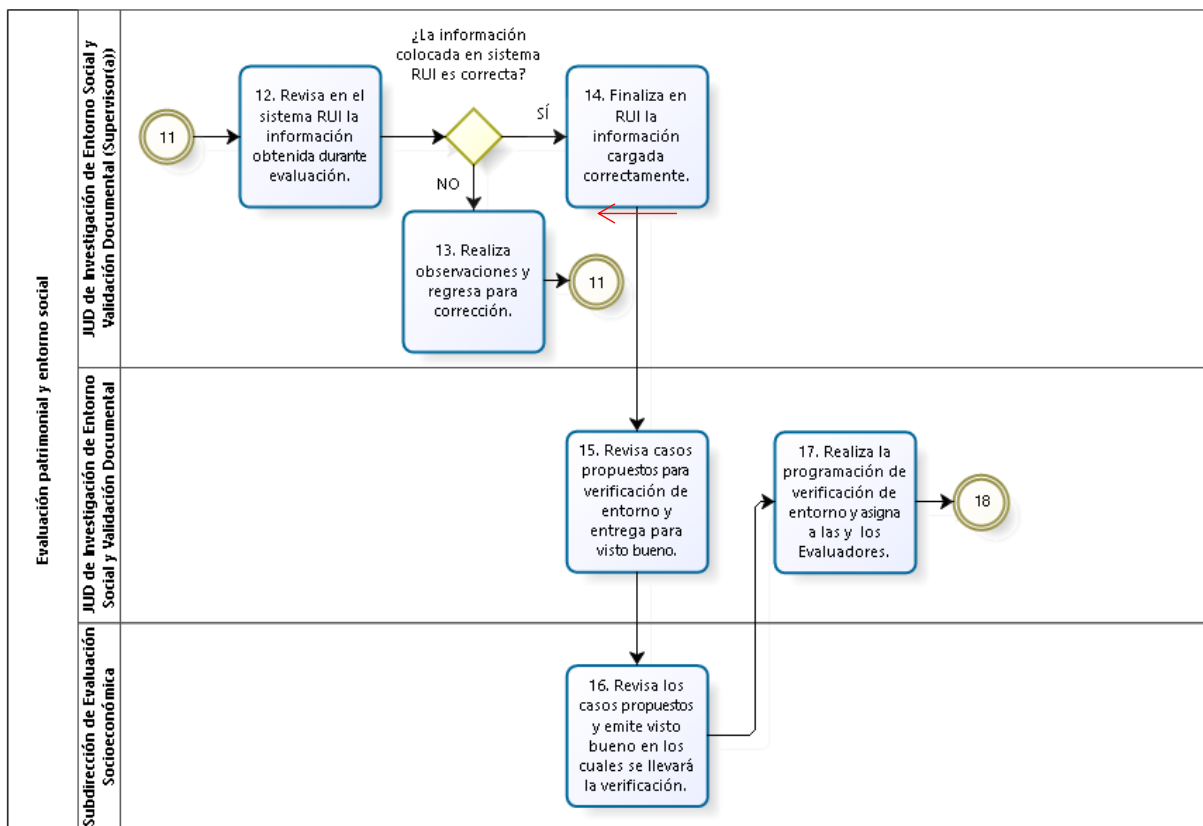 Evaluación patrimonial y entorno social
JUD de Investigación de Entorno Social y
Validación Documental (Supervisor(a))
11
12. Revisa en el
sistema RUI la
información
obtenida durante
evaluación.
¿La información
colocada en sistema
RUI es correcta?
SÍ
NO
14. Finaliza en
RUI la
información
cargada
correctamente.
13. Realiza
observaciones y
regresa para
corrección.
11
JUD de Investigación de Entorno
Social y Validación Documental
15. Revisa casos
propuestos para
verificación de
entorno y
entrega para
visto bueno.
17. Realiza la
programación de
verificación de
entorno y asigna
a las y los
Evaluadores.
18
Subdirección de Evaluación
Socioeconómica
16. Revisa los
casos propuestos
y emite visto
bueno en los
cuales se llevará
la verificación.